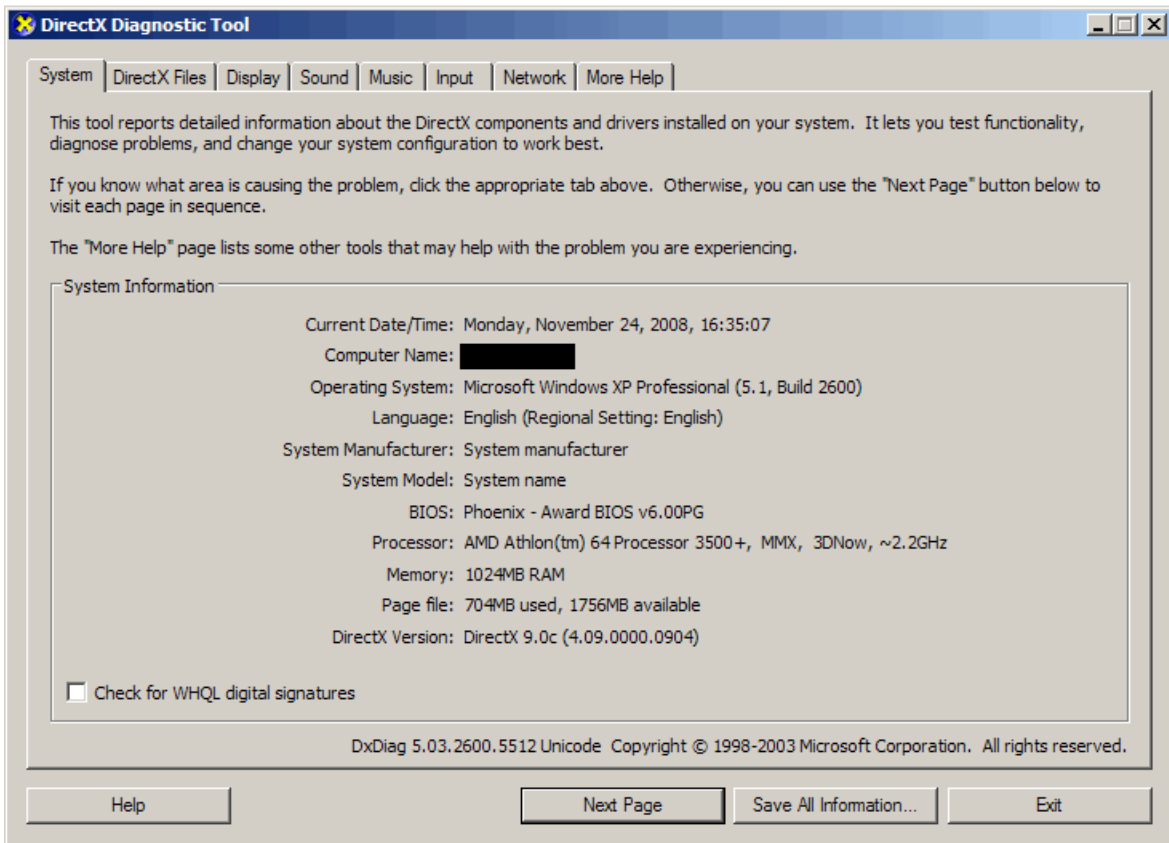 DirectX Diagnostic Tool
System DirectX Files Display Sound Music Input Network More Help
This tool reports detailed information about the DirectX components and drivers installed on your system.  It lets you test functionality,
diagnose problems, and change your system configuration to work best.
If you know what area is causing the problem, click the appropriate tab above.  Otherwise, you can use the "Next Page" button below to
visit each page in sequence.
The "More Help" page lists some other tools that may help with the problem you are experiencing.
System Information
Current Date/Time: Monday, November 24, 2008, 16:35:07
Computer Name:
Operating System: Microsoft Windows XP Professional (5.1, Build 2600)
Language: English (Regional Setting: English)
System Manufacturer: System manufacturer
System Model: System name
BIOS: Phoenix - Award BIOS v6.00PG
Processor: AMD Athlon(tm) 64 Processor 3500+,  MMX,  3DNow, ~2.2GHz
Memory: 1024MB RAM
Page file: 704MB used, 1756MB available
DirectX Version: DirectX 9.0c (4.09.0000.0904)
Check for WHQL digital signatures
DxDiag 5.03.2600.5512 Unicode  Copyright © 1998-2003 Microsoft Corporation.  All rights reserved.
Help Next Page Save All Information... Exit